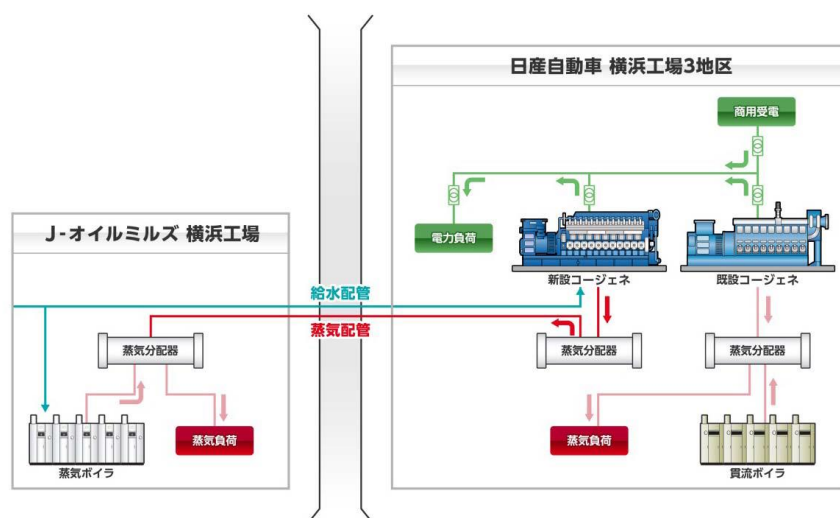 日産自動車 横浜工場3地区
商用受電
電力負荷
新設コージェネ
既設コージェネ
J-オイルミルズ 横浜工場
給水配管
蒸気配管
蒸気分配器
蒸気分配器
蒸気分配器
蒸気負荷
蒸気負荷
蒸気ボイラ
貫流ボイラ